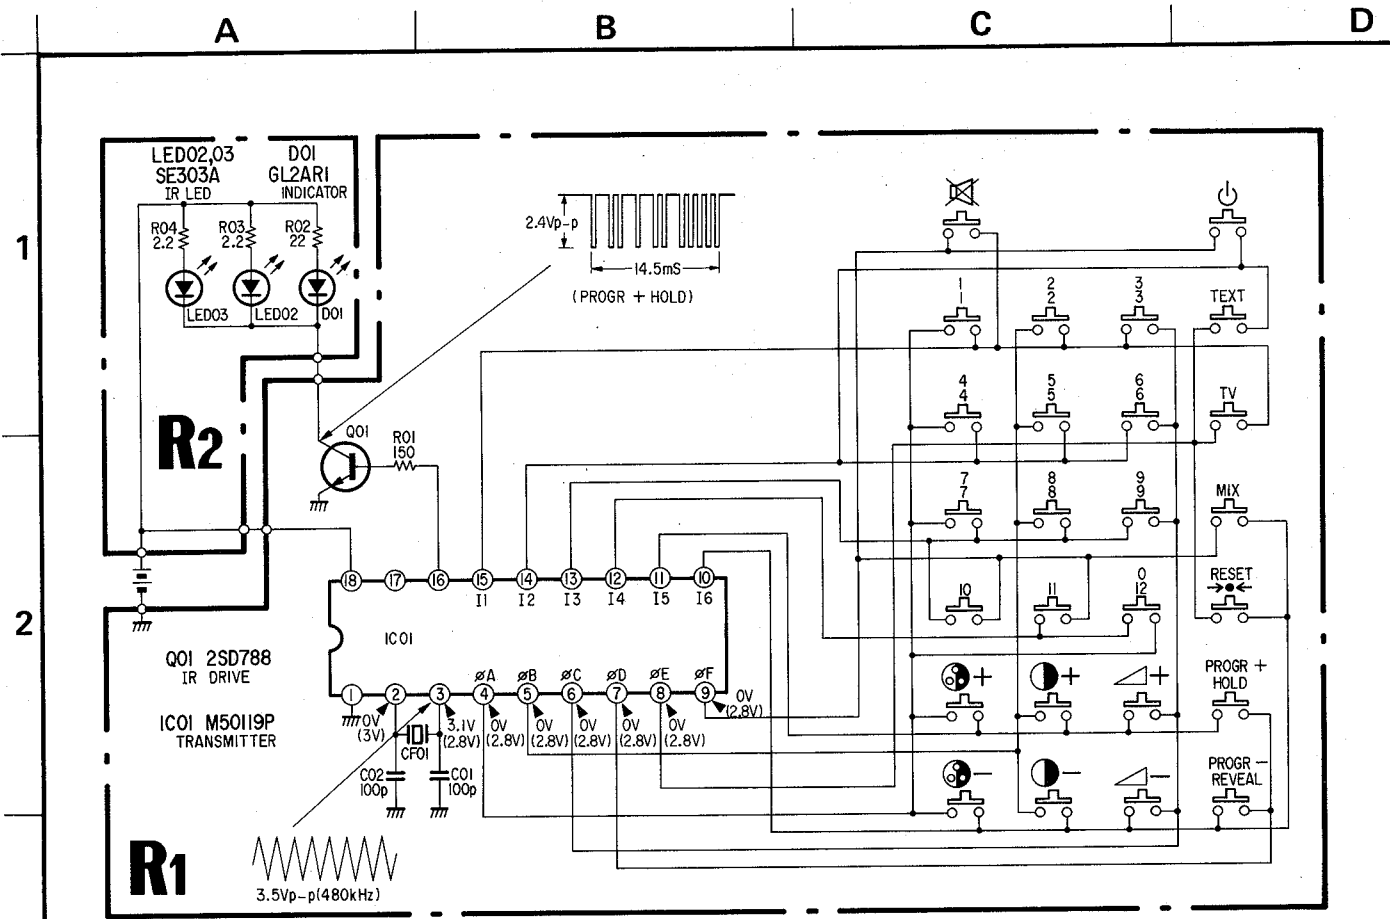 A B C D
1
2
LED02,03
SE303A
IR LED
D01
GL2AR1
INDICATOR
R04
2.2
R03
2.2
R02
22
LED03
LED02
D01
2.4Vp-p
14.5mS
(PROGR + HOLD)
1
1
2
2
3
3
TEXT
4
4
5
5
6
6
TV
7
7
8
8
9
9
MIX
10
11
0
12
RESET
+
+
+
PROGR +
HOLD
-
-
-
PROGR -
REVEAL
R2
Q01
R01
150
18 17 16 15 14 13 12 11 10
I1 I2 I3 I4 I5 I6
IC01
ØA ØB ØC ØD ØE ØF
1 2 3 4 5 6 7 8 9
0V
(3V)
3.1V
(2.8V)
0V
(2.8V)
0V
(2.8V)
0V
(2.8V)
0V
(2.8V)
0V
(2.8V)
0V
(2.8V)
CF01
C02
100p
C01
100p
Q01 2SD788
IR DRIVE
IC01 M50119P
TRANSMITTER
R1
3.5Vp-p(480kHz)